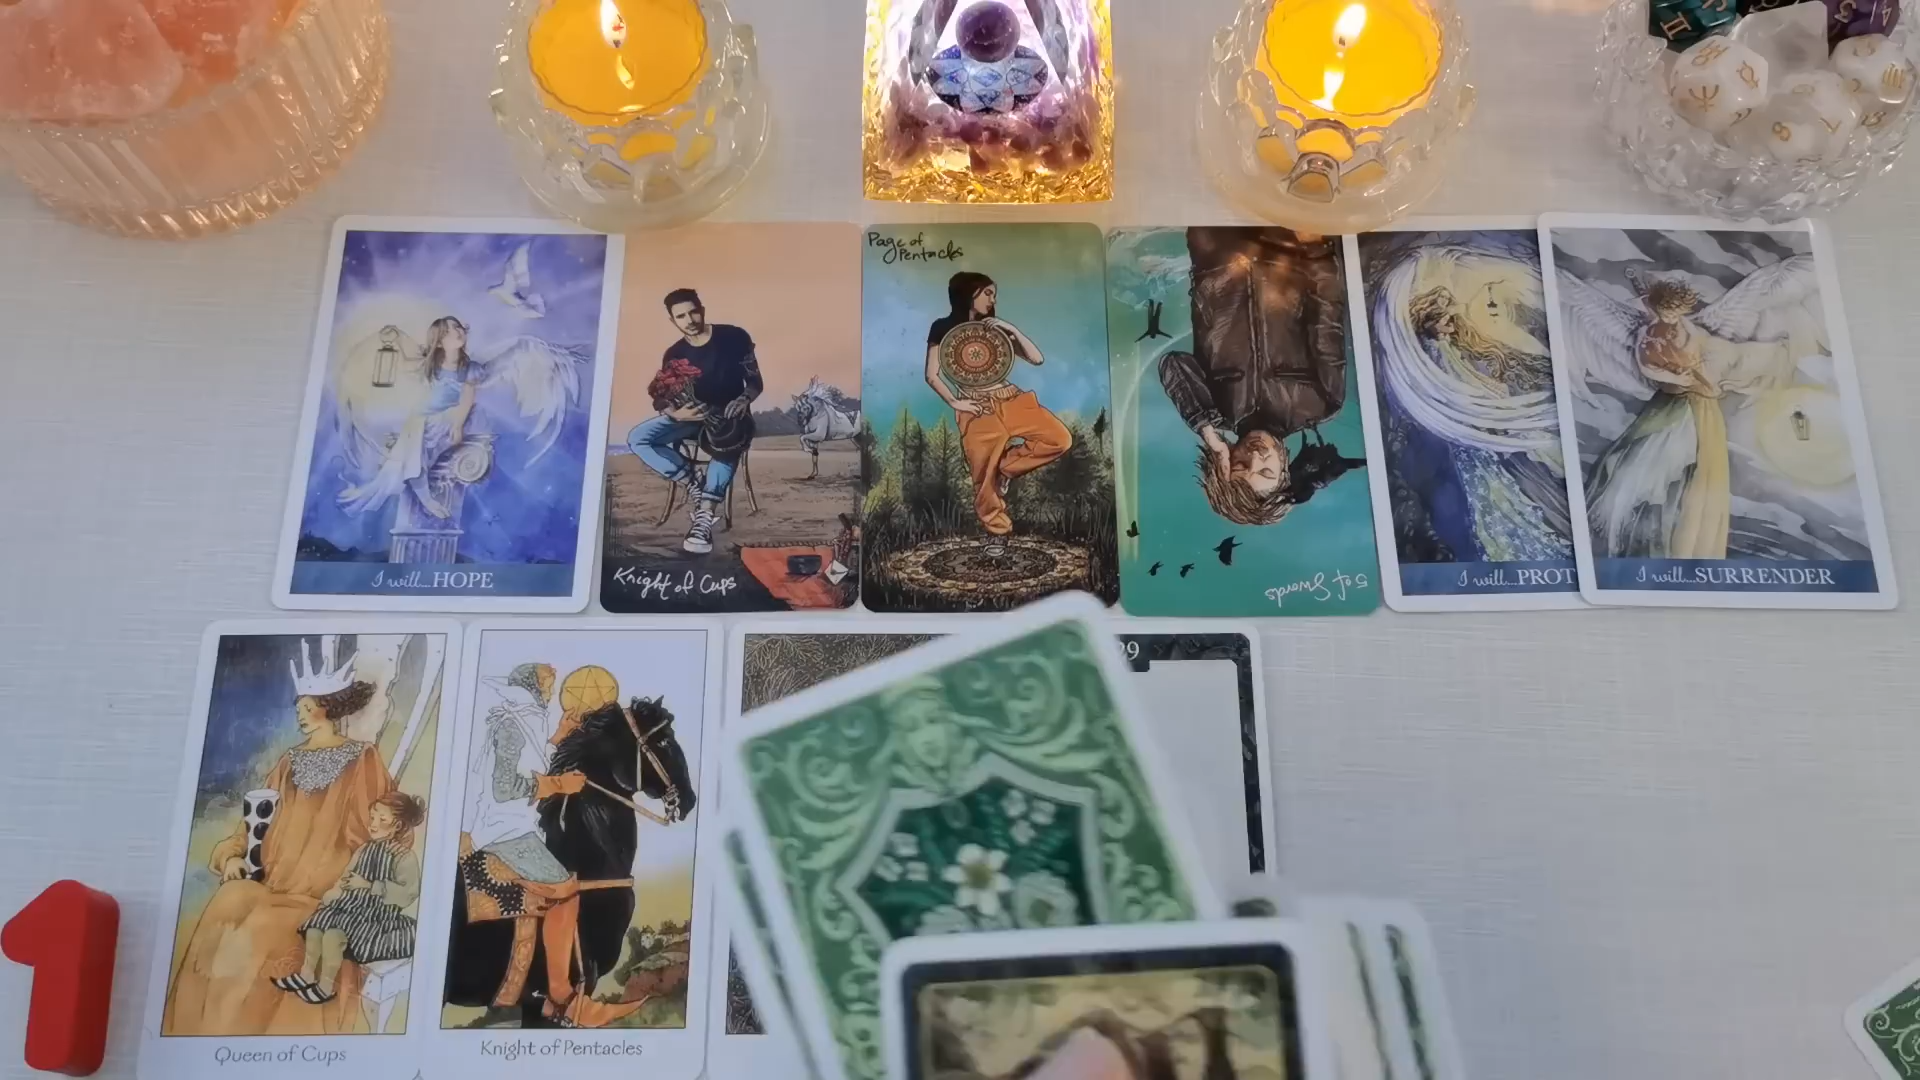 I will...HOPE
Knight of Cups
Page of
Pentacles
5 of Swords
I will...PROT
I will...SURRENDER
Queen of Cups
Knight of Pentacles
29
1